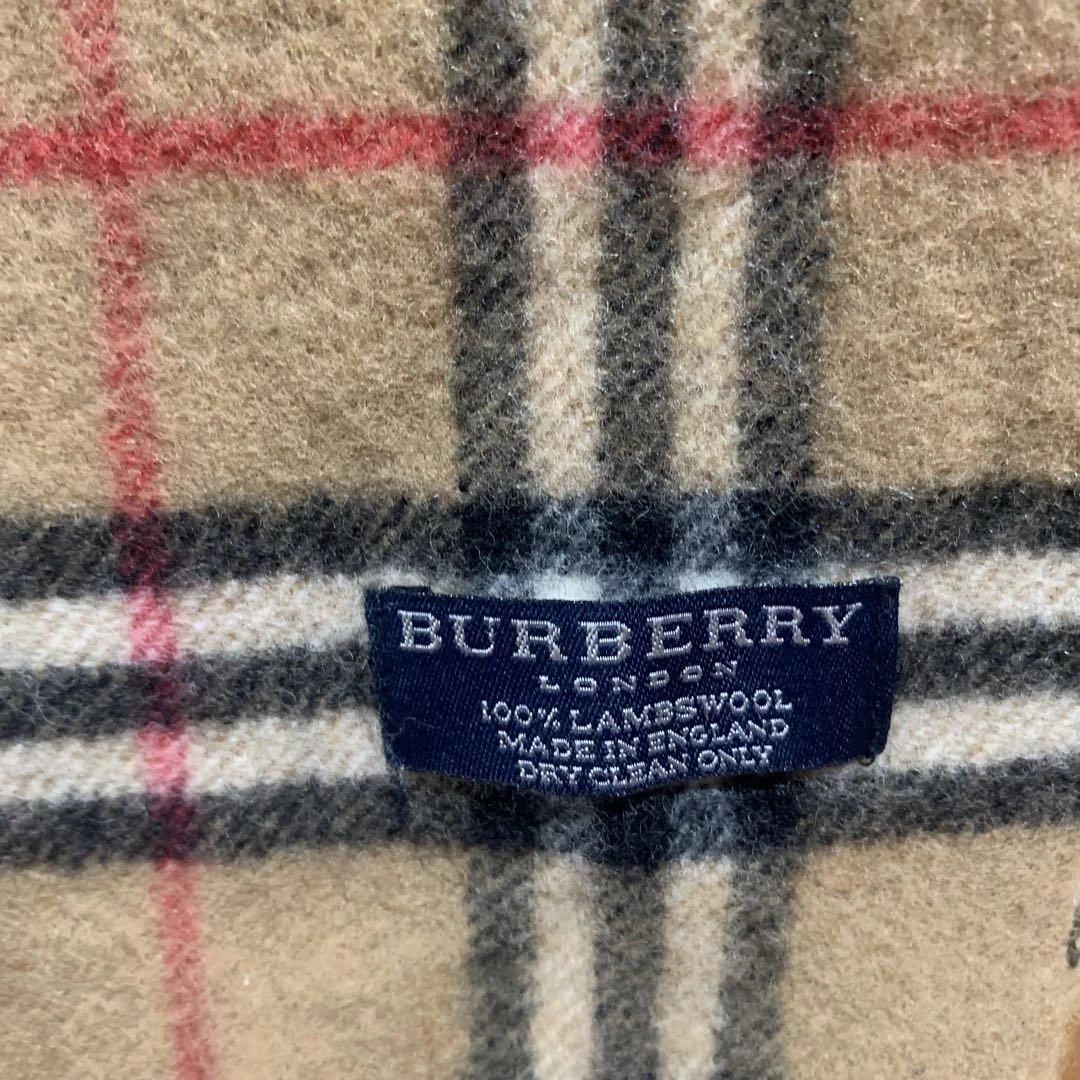 BURBERRY
LONDON
100% LAMBSWOOL
MADE IN ENGLAND
DRY CLEAN ONLY